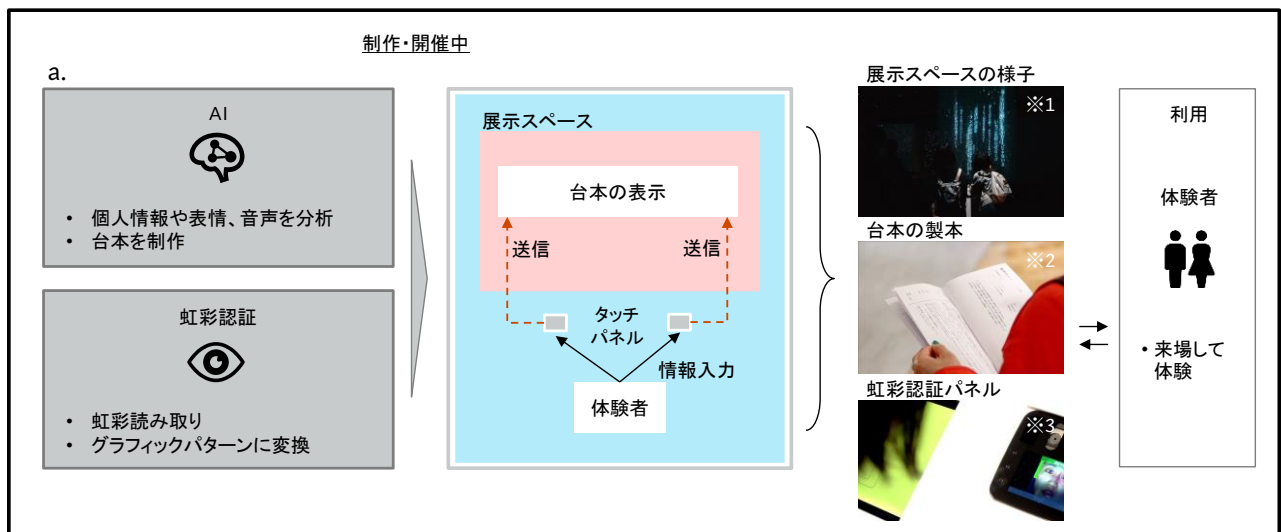 制作・開催中
a.
AI
• 個人情報や表情、音声を分析
• 台本を制作
虹彩認証
• 虹彩読み取り
• グラフィックパターンに変換
展示スペース
台本の表示
送信
送信
タッチ
パネル
情報入力
体験者
展示スペースの様子
※1
台本の製本
※2
虹彩認証パネル
※3
利用
体験者
・来場して
体験